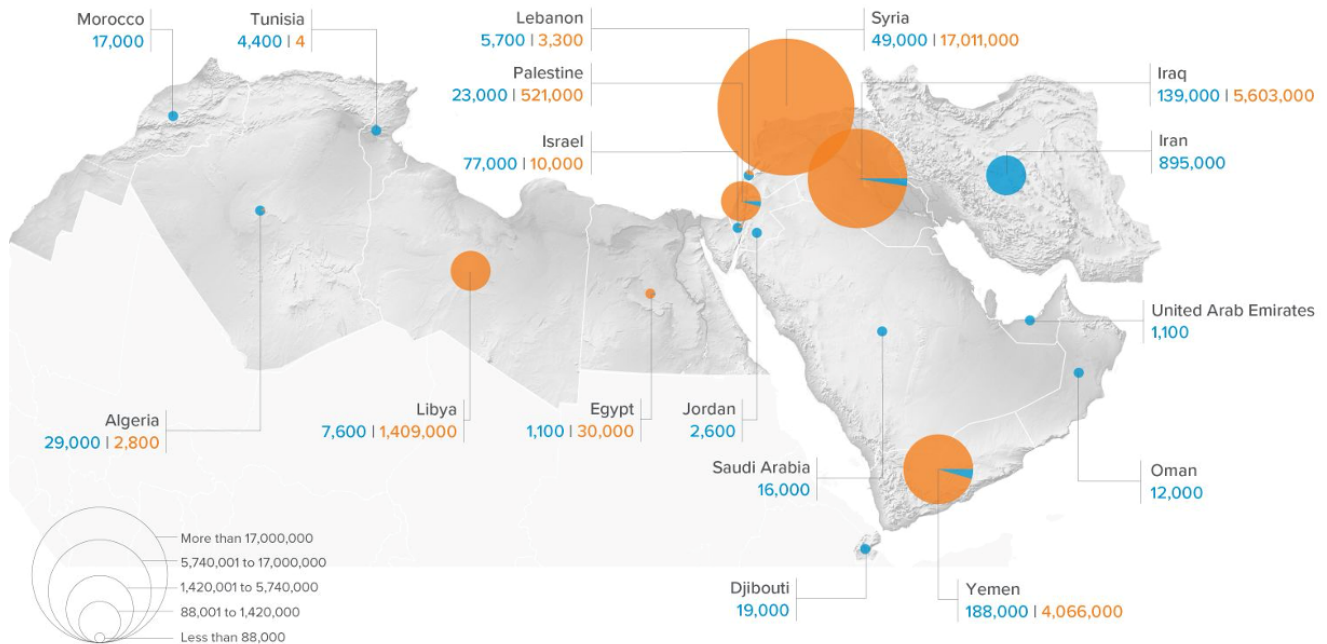 Morocco
17,000
Tunisia
4,400 | 4
Lebanon
5,700 | 3,300
Palestine
23,000 | 521,000
Israel
77,000 | 10,000
Syria
49,000 | 17,011,000
Iraq
139,000 | 5,603,000
Iran
895,000
United Arab Emirates
1,100
Algeria
29,000 | 2,800
Libya
7,600 | 1,409,000
Egypt
1,100 | 30,000
Jordan
2,600
Saudi Arabia
16,000
Oman
12,000
Djibouti
19,000
Yemen
188,000 | 4,066,000
More than 17,000,000
5,740,001 to 17,000,000
1,420,001 to 5,740,000
88,001 to 1,420,000
Less than 88,000